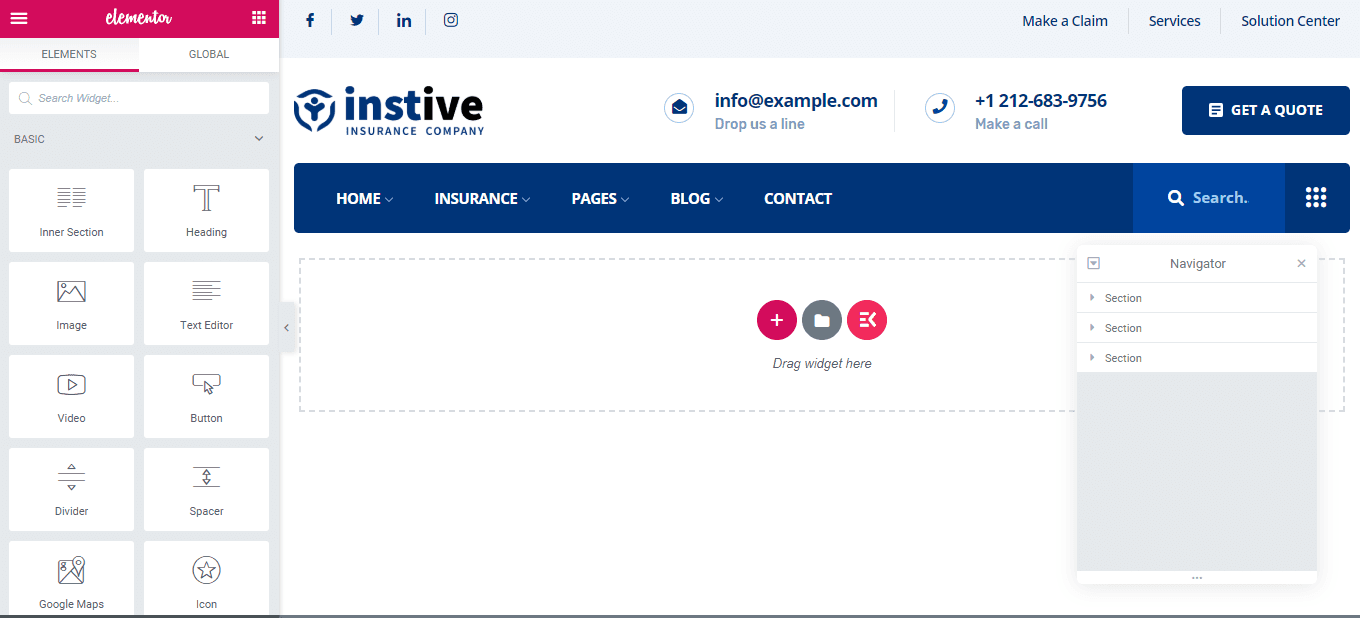 elementor
ELEMENTS
GLOBAL
Search Widget...
BASIC
Inner Section
Heading
Image
Text Editor
Video
Button
Divider
Spacer
Google Maps
Icon
Make a Claim
Services
Solution Center
instive
INSURANCE COMPANY
info@example.com
Drop us a line
+1 212-683-9756
Make a call
GET A QUOTE
HOME
INSURANCE
PAGES
BLOG
CONTACT
Search.
Drag widget here
Navigator
Section
Section
Section